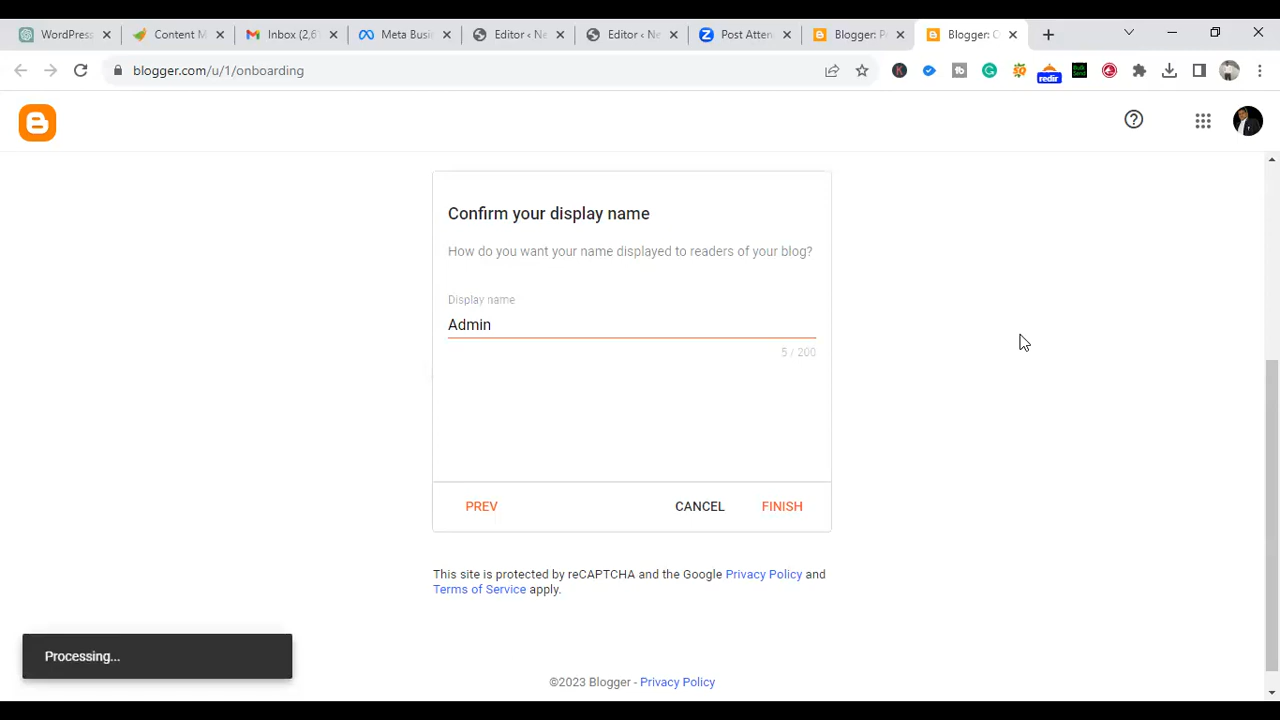 WordPress
Content M
Inbox (2,6
Meta Busi
Editor ‹ Ne
Editor ‹ Ne
Post Atten
Blogger: P
Blogger: O
blogger.com/u/1/onboarding
redir
Confirm your display name
How do you want your name displayed to readers of your blog?
Display name
Admin
5 / 200
PREV
CANCEL
FINISH
This site is protected by reCAPTCHA and the Google Privacy Policy and
Terms of Service apply.
Processing...
©2023 Blogger - Privacy Policy